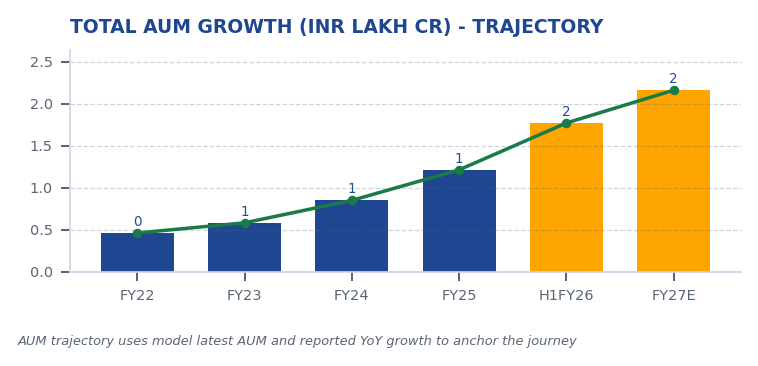 TOTAL AUM GROWTH (INR LAKH CR) - TRAJECTORY
2.5
2.0
1.5
1.0
0.5
0.0
0
1
1
1
2
2
FY22
FY23
FY24
FY25
H1FY26
FY27E
AUM trajectory uses model latest AUM and reported YoY growth to anchor the journey